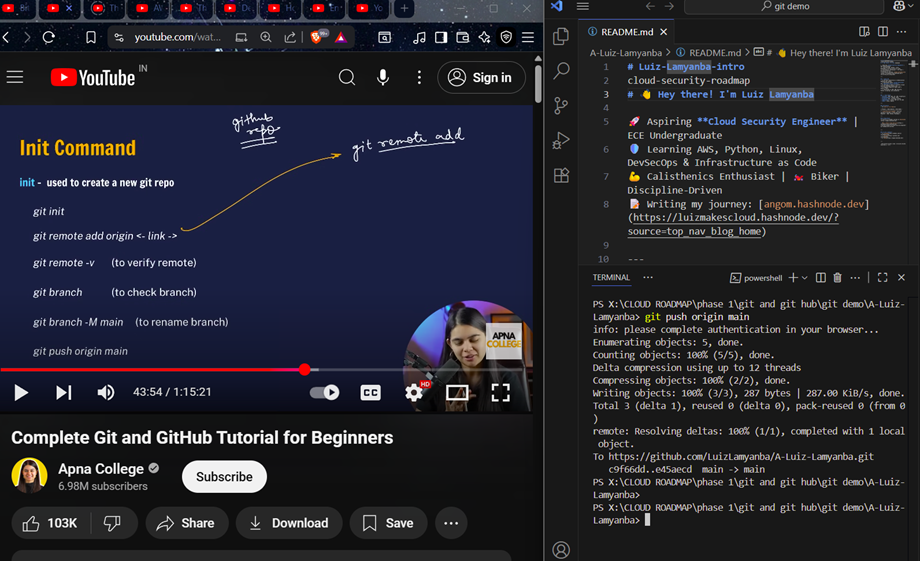 youtube.com/wat...
99+
YouTube IN
Sign in
github
repo
git remote add
Init Command
init - used to create a new git repo
git init
git remote add origin <- link ->
git remote -v (to verify remote)
git branch (to check branch)
git branch -M main (to rename branch)
git push origin main
APNA
COLLEGE
43:54 / 1:15:21
CC
HD
Complete Git and GitHub Tutorial for Beginners
Apna College
6.98M subscribers
Subscribe
103K
Share
Download
Save
git demo
README.md
A-Luiz-Lamyanba > README.md > # 👋 Hey there! I'm Luiz Lamyanba
1 # Luiz-Lamyanba-intro
2 cloud-security-roadmap
3 # 👋 Hey there! I'm Luiz Lamyanba
4
5 🚀 Aspiring **Cloud Security Engineer** |
ECE Undergraduate
6 🛡️ Learning AWS, Python, Linux,
DevSecOps & Infrastructure as Code
7 💪 Calisthenics Enthusiast | 🏍️ Biker |
Discipline-Driven
8 📝 Writing my journey: [angom.hashnode.dev]
(https://luizmakescloud.hashnode.dev/?
source=top_nav_blog_home)
9
10 ---
TERMINAL
powershell
PS X:\CLOUD ROADMAP\phase 1\git and git hub\git demo\A-Luiz-
Lamyanba> git push origin main
info: please complete authentication in your browser...
Enumerating objects: 5, done.
Counting objects: 100% (5/5), done.
Delta compression using up to 12 threads
Compressing objects: 100% (2/2), done.
Writing objects: 100% (3/3), 287 bytes | 287.00 KiB/s, done.
Total 3 (delta 1), reused 0 (delta 0), pack-reused 0 (from 0
)
remote: Resolving deltas: 100% (1/1), completed with 1 local
object.
To https://github.com/LuizLamyanba/A-Luiz-Lamyanba.git
c9f66dd..e45aecd main -> main
PS X:\CLOUD ROADMAP\phase 1\git and git hub\git demo\A-Luiz-
Lamyanba>
PS X:\CLOUD ROADMAP\phase 1\git and git hub\git demo\A-Luiz-
Lamyanba>